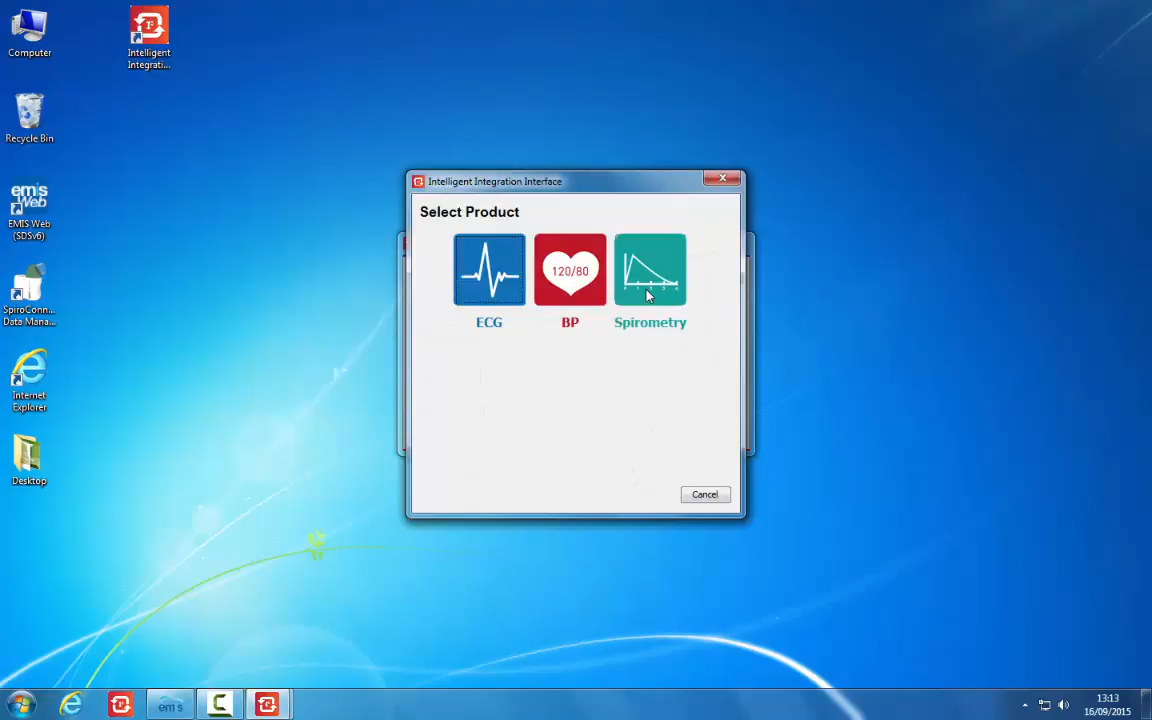 Computer
Intelligent
Integrati...
Recycle Bin
emis
Web
EMIS Web
(SDSv6)
SpiroConn...
Data Mana...
Internet
Explorer
Desktop
Intelligent Integration Interface
Select Product
120/80
ECG
BP
Spirometry
Cancel
emis
13:13
16/09/2015